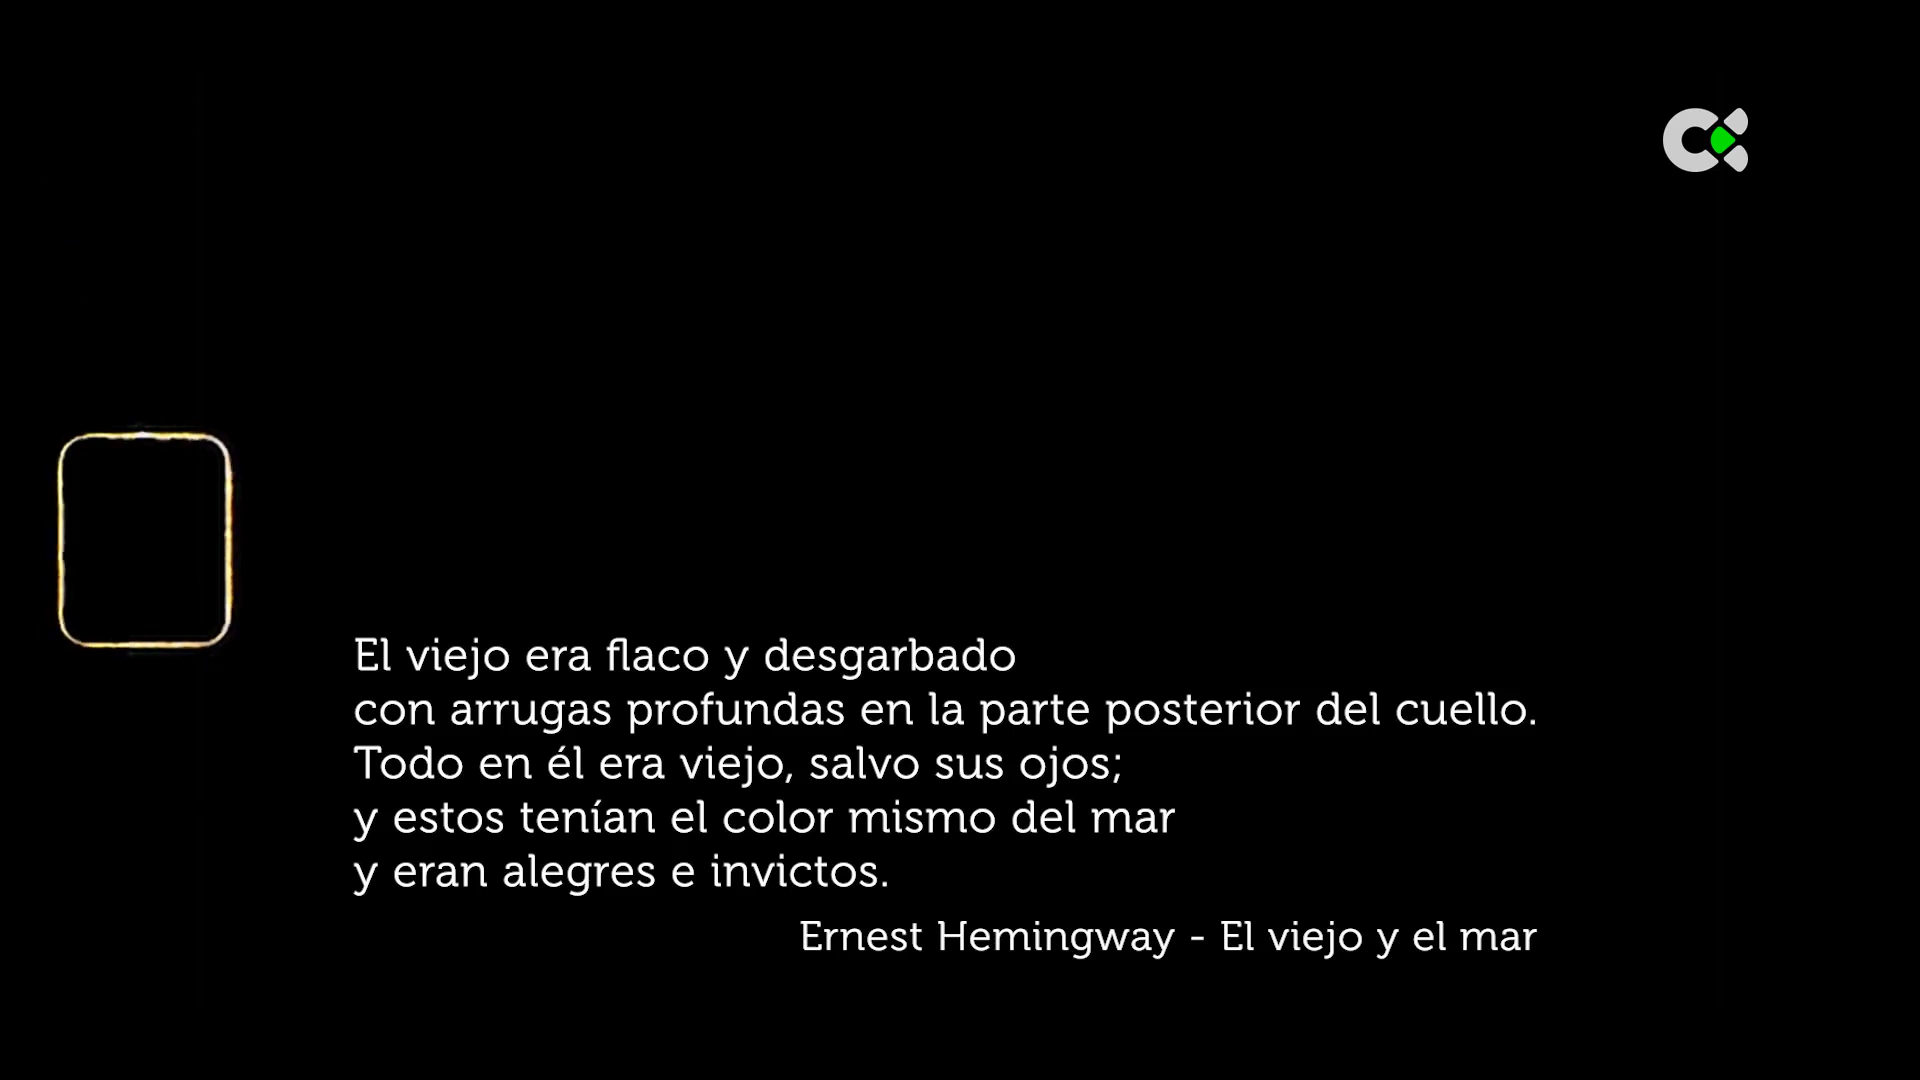 El viejo era flaco y desgarbado
con arrugas profundas en la parte posterior del cuello.
Todo en él era viejo, salvo sus ojos;
y estos tenían el color mismo del mar
y eran alegres e invictos.
Ernest Hemingway - El viejo y el mar